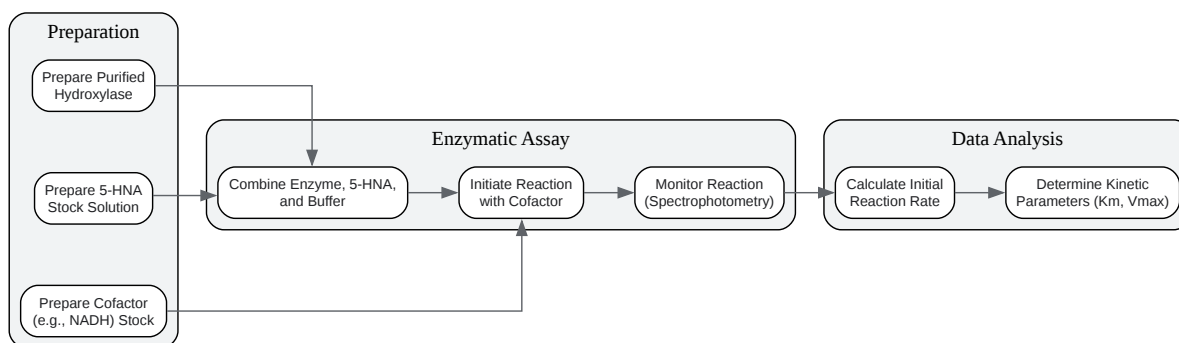 Preparation
Prepare Purified
Hydroxylase
Prepare 5-HNA
Stock Solution
Prepare Cofactor
(e.g., NADH) Stock
Enzymatic Assay
Combine Enzyme, 5-HNA,
and Buffer
Initiate Reaction
with Cofactor
Monitor Reaction
(Spectrophotometry)
Data Analysis
Calculate Initial
Reaction Rate
Determine Kinetic
Parameters (Km, Vmax)